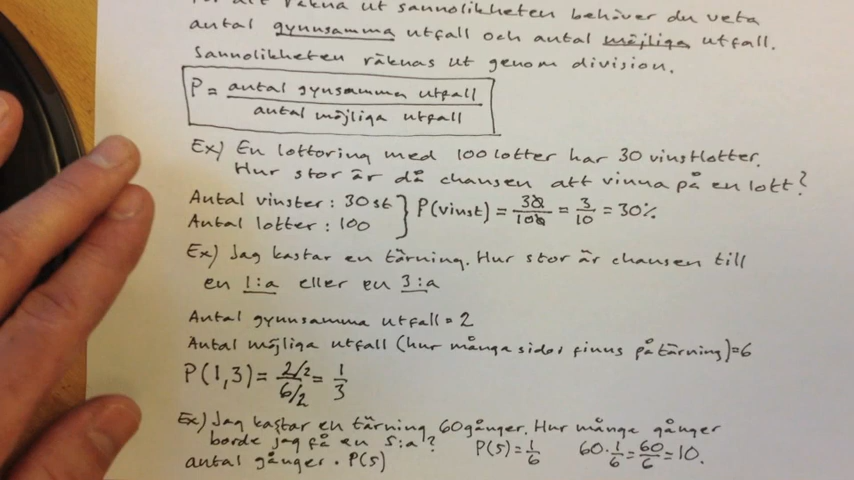 För att räkna ut sannolikheten behöver du veta
antal gynsamma utfall och antal möjliga utfall.
Sannolikheten räknas ut genom division.
P = antal gynsamma utfall / antal möjliga utfall
Ex) En lottoring med 100 lotter har 30 vinstlotter.
Hur stor är då chansen att vinna på en lott?
Antal vinster : 30 st
Antal lotter : 100
} P(vinst) = 30/100 = 3/10 = 30%
Ex) Jag kastar en tärning. Hur stor är chansen till
en 1:a eller en 3:a
Antal gynnsamma utfall = 2
Antal möjliga utfall (hur många sidor finns på tärning) = 6
P(1,3) = 2/2 / 6/2 = 1/3
Ex) Jag kastar en tärning 60 gånger. Hur många gånger
borde jag få en 5:a? P(5) = 1/6 60 · 1/6 = 60/6 = 10.
antal gånger · P(5)